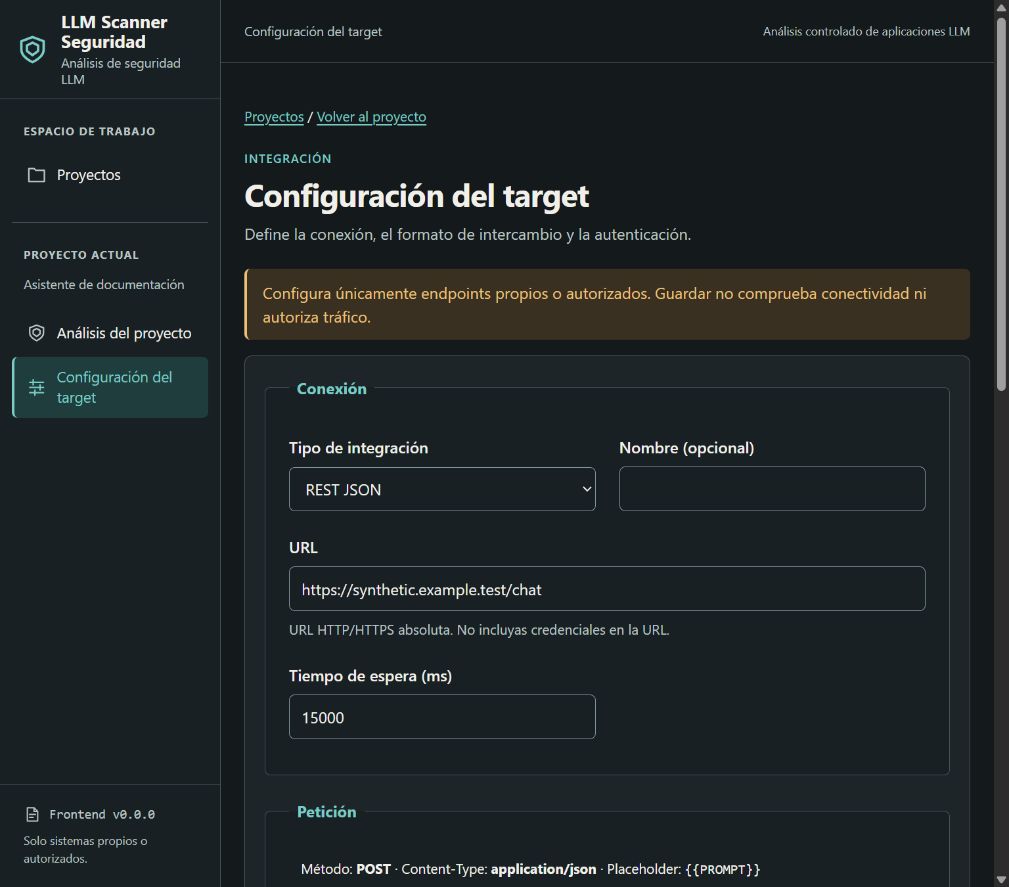 LLM Scanner
Seguridad
Análisis de seguridad
LLM
ESPACIO DE TRABAJO
Proyectos
PROYECTO ACTUAL
Asistente de documentación
Análisis del proyecto
Configuración del
target
Frontend v0.0.0
Solo sistemas propios o
autorizados.
Configuración del target
Análisis controlado de aplicaciones LLM
Proyectos / Volver al proyecto
INTEGRACIÓN
Configuración del target
Define la conexión, el formato de intercambio y la autenticación.
Configura únicamente endpoints propios o autorizados. Guardar no comprueba conectividad ni
autoriza tráfico.
Conexión
Tipo de integración
REST JSON
Nombre (opcional)
URL
https://synthetic.example.test/chat
URL HTTP/HTTPS absoluta. No incluyas credenciales en la URL.
Tiempo de espera (ms)
15000
Petición
Método: POST · Content-Type: application/json · Placeholder: {{PROMPT}}